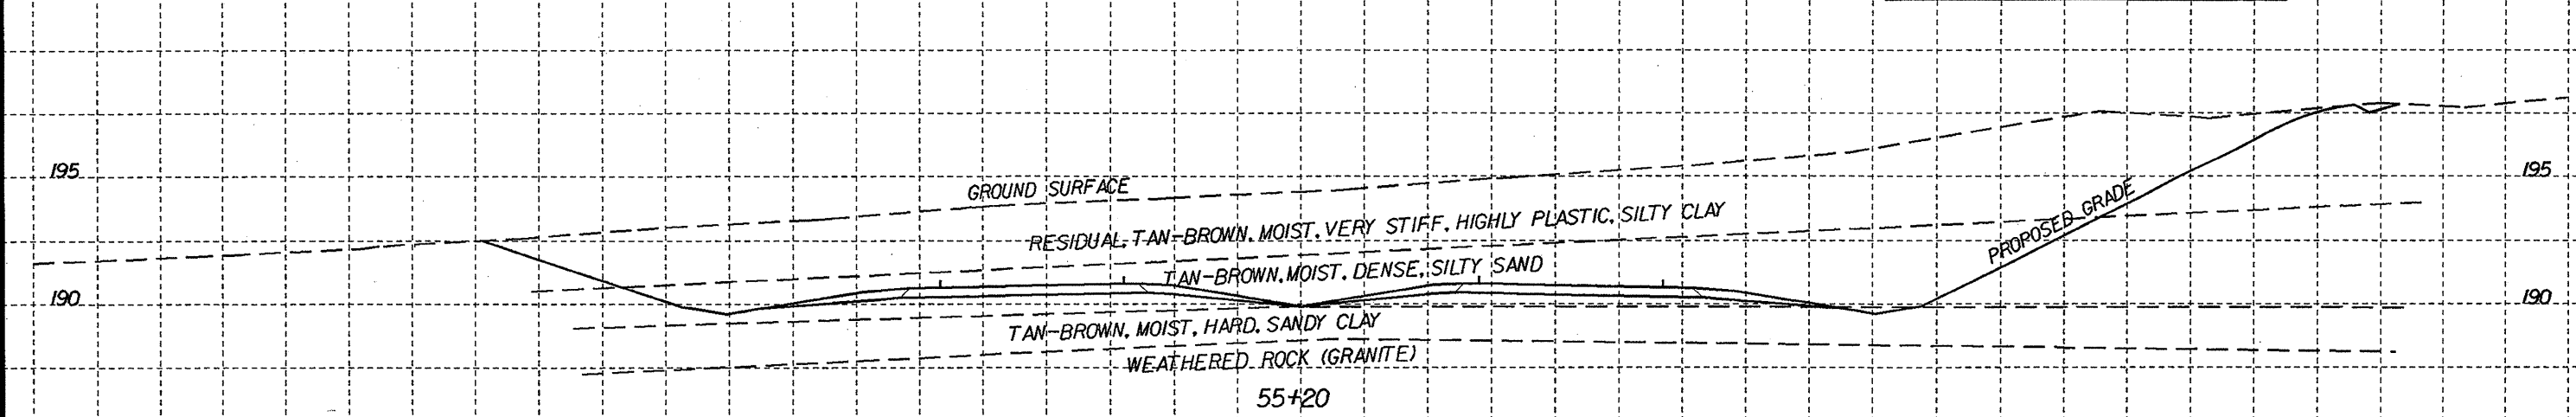 195
195
GROUND SURFACE
RESIDUAL, TAN-BROWN, MOIST, VERY STIFF, HIGHLY PLASTIC, SILTY CLAY
PROPOSED GRADE
TAN-BROWN, MOIST, DENSE, SILTY SAND
190
190
TAN-BROWN, MOIST, HARD, SANDY CLAY
WEATHERED ROCK (GRANITE)
55+20